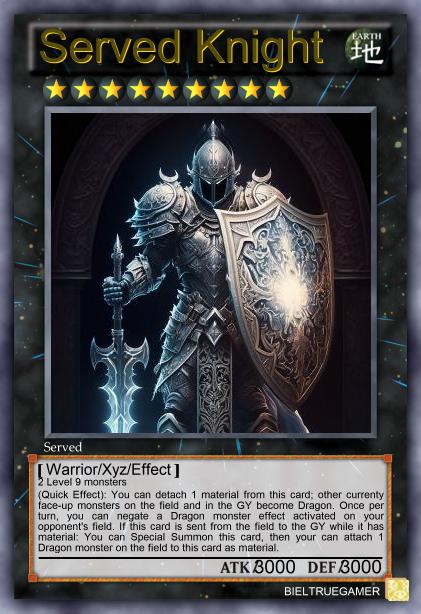 Served Knight
EARTH
地
Served
[ Warrior/Xyz/Effect ]
2 Level 9 monsters
(Quick Effect): You can detach 1 material from this card; other currenty
face-up monsters on the field and in the GY become Dragon. Once per
turn, you can negate a Dragon monster effect activated on your
opponent's field. If this card is sent from the field to the GY while it has
material: You can Special Summon this card, then your can attach 1
Dragon monster on the field to this card as material.
ATK/3000 DEF/3000
BIELTRUEGAMER